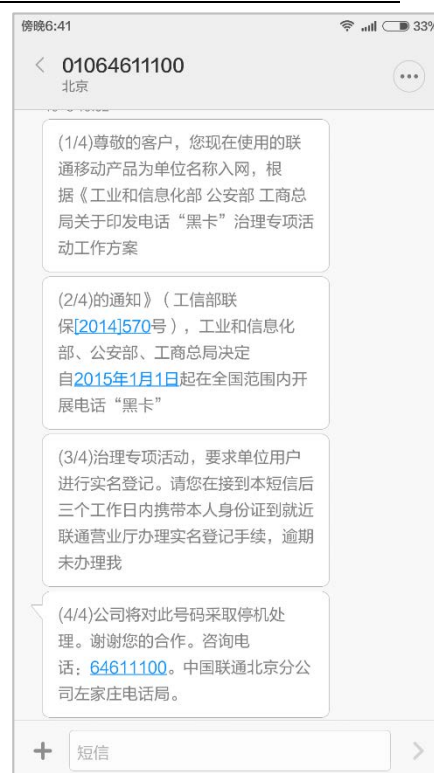 傍晚6:41
33%
01064611100
北京
(1/4)尊敬的客户，您现在使用的联
通移动产品为单位名称入网，根
据《工业和信息化部 公安部 工商总
局关于印发电话“黑卡”治理专项活
动工作方案
(2/4)的通知》（工信部联
保[2014]570号），工业和信息化
部、公安部、工商总局决定
自2015年1月1日起在全国范围内开
展电话“黑卡”
(3/4)治理专项活动，要求单位用户
进行实名登记。请您在接到本短信后
三个工作日内携带本人身份证到就近
联通营业厅办理实名登记手续，逾期
未办理我
(4/4)公司将对此号码采取停机处
理。谢谢您的合作。咨询电
话：64611100。中国联通北京分公
司左家庄电话局。
短信